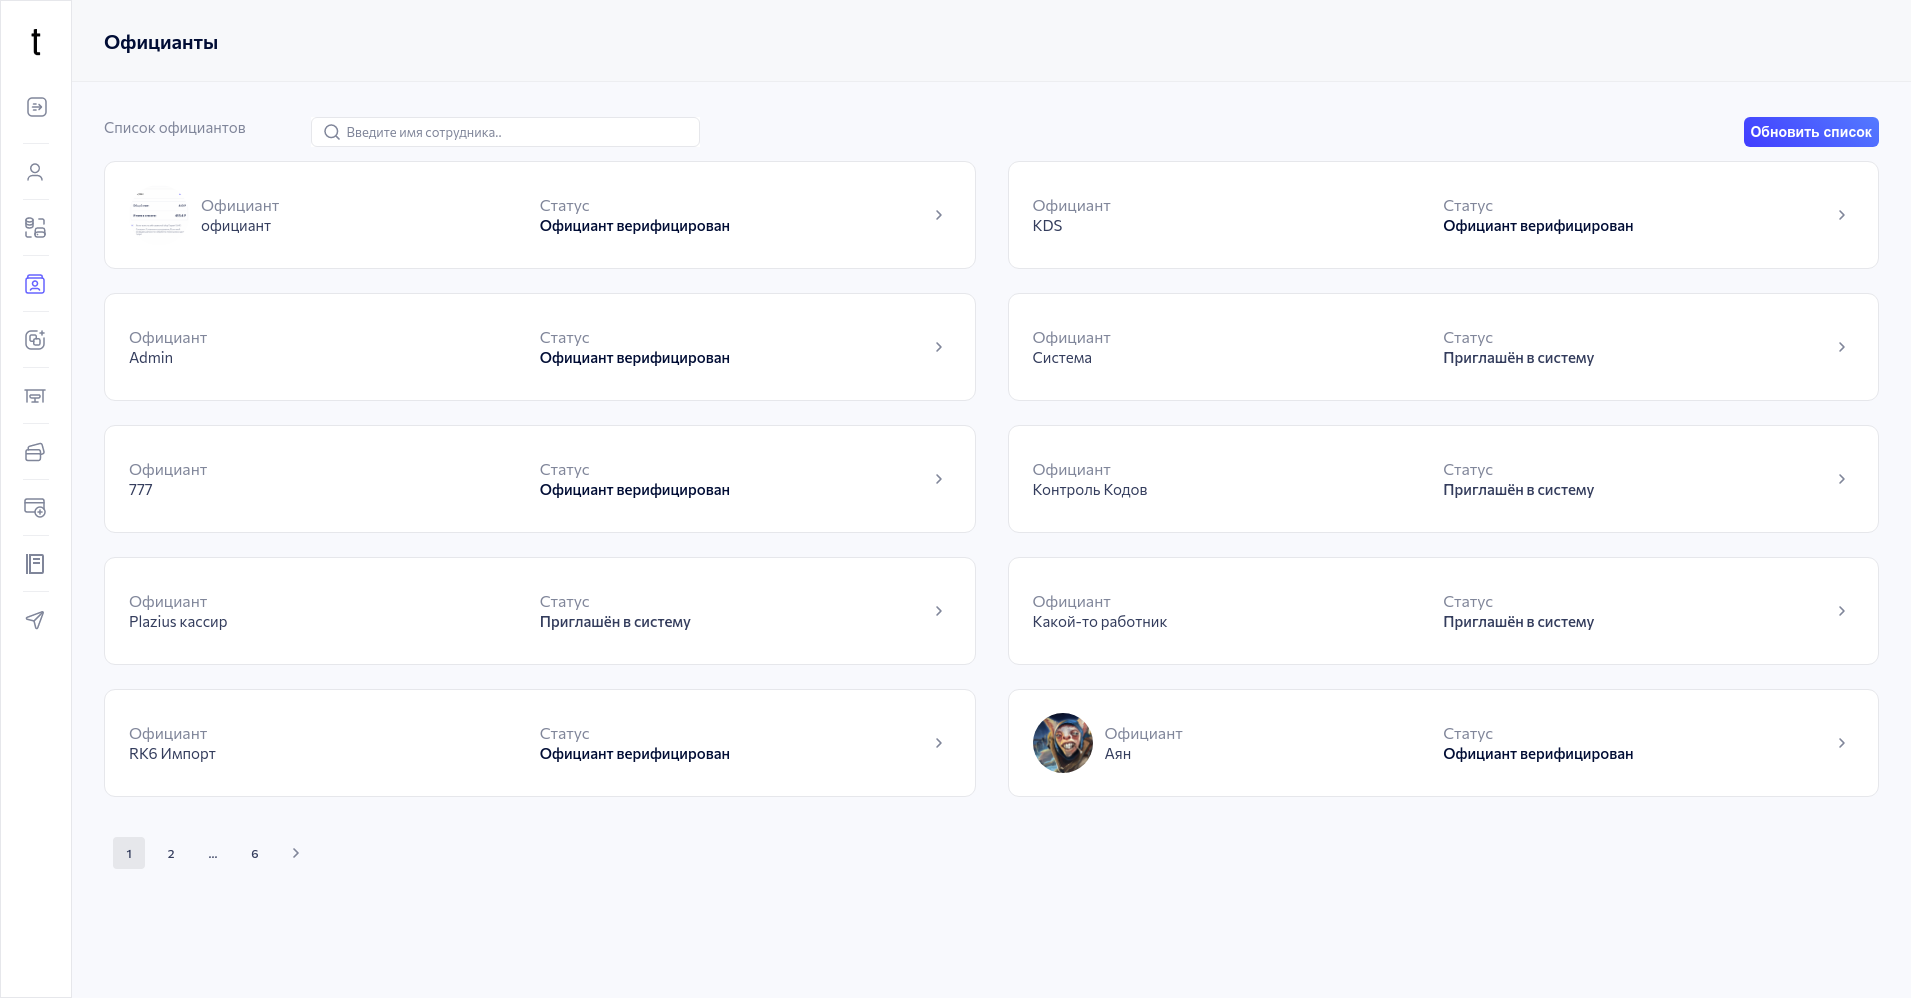 t
Официанты
Список официантов
Введите имя сотрудника..
Обновить список
Официант
официант
Статус
Официант верифицирован
Официант
KDS
Статус
Официант верифицирован
Официант
Admin
Статус
Официант верифицирован
Официант
Система
Статус
Приглашён в систему
Официант
777
Статус
Официант верифицирован
Официант
Контроль Кодов
Статус
Приглашён в систему
Официант
Plazius кассир
Статус
Приглашён в систему
Официант
Какой-то работник
Статус
Приглашён в систему
Официант
RK6 Импорт
Статус
Официант верифицирован
Официант
Аян
Статус
Официант верифицирован
1 2 ... 6